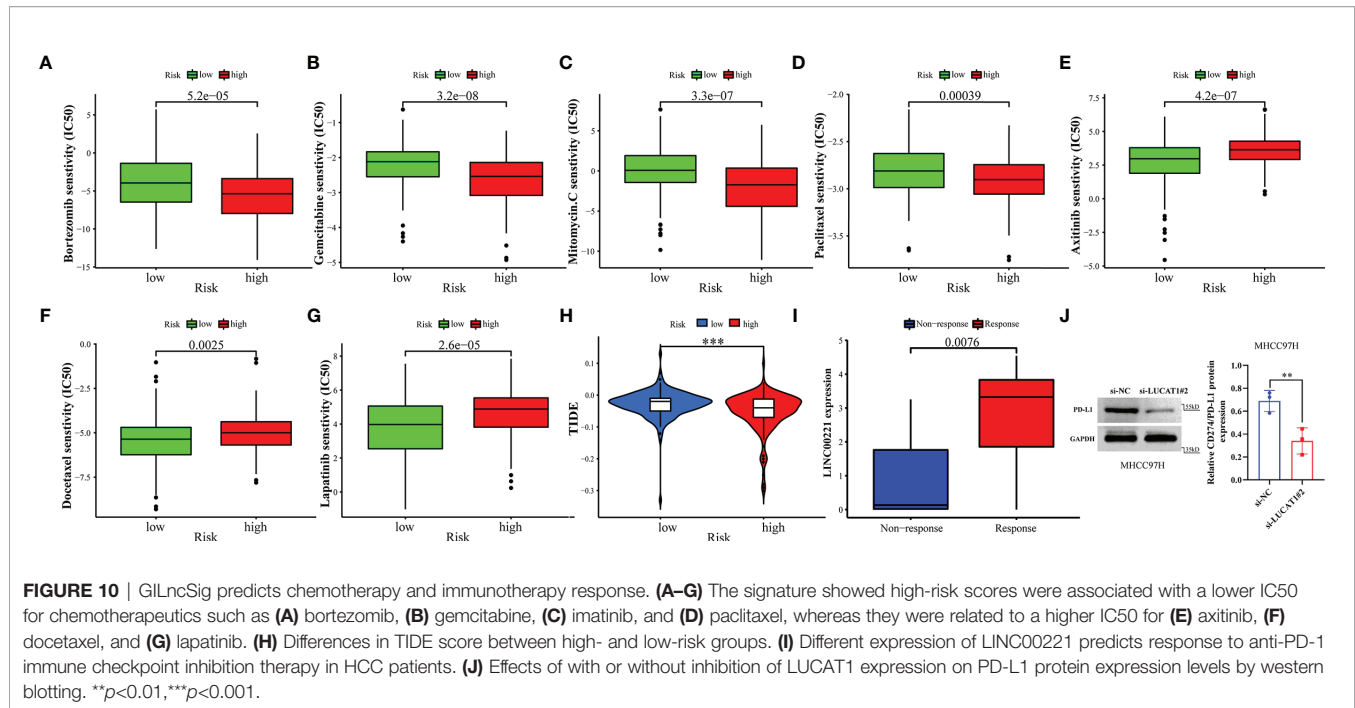 A
Risk low high
5.2e−05
Bortezomib senstivity (IC50)
5
0
−5
−10
−15
low high
Risk
B
Risk low high
3.2e−08
Gemcitabine senstivity (IC50)
−1
−2
−3
−4
−5
low high
Risk
C
Risk low high
3.3e−07
Mitomycin.C senstivity (IC50)
5
0
−5
−10
low high
Risk
D
Risk low high
0.00039
Paclitaxel senstivity (IC50)
−2.0
−2.5
−3.0
−3.5
low high
Risk
E
Risk low high
4.2e−07
Axitinib senstivity (IC50)
7.5
5.0
2.5
0.0
−2.5
−5.0
low high
Risk
F
Risk low high
0.0025
Docetaxel senstivity (IC50)
0.0
−2.5
−5.0
−7.5
low high
Risk
G
Risk low high
2.6e−05
Lapatinib senstivity (IC50)
8
6
4
2
0
low high
Risk
H
Risk low high
***
TIDE
0.1
0.0
−0.1
−0.2
−0.3
low high
Risk
I
Non−response Response
0.0076
LINC00221 expression
5
4
3
2
1
0
Non−response Response
J
si-NC si-LUCAT1#2
PD-L1
55kD
GAPDH
35kD
MHCC97H
MHCC97H
**
Relative CD274/PD-L1 protein
expression
1.0
0.8
0.6
0.4
0.2
0.0
si-NC
si-LUCAT1#2
FIGURE 10 | GILncSig predicts chemotherapy and immunotherapy response. (A–G) The signature showed high-risk scores were associated with a lower IC50
for chemotherapeutics such as (A) bortezomib, (B) gemcitabine, (C) imatinib, and (D) paclitaxel, whereas they were related to a higher IC50 for (E) axitinib, (F)
docetaxel, and (G) lapatinib. (H) Differences in TIDE score between high- and low-risk groups. (I) Different expression of LINC00221 predicts response to anti-PD-1
immune checkpoint inhibition therapy in HCC patients. (J) Effects of with or without inhibition of LUCAT1 expression on PD-L1 protein expression levels by western
blotting. **p<0.01,***p<0.001.